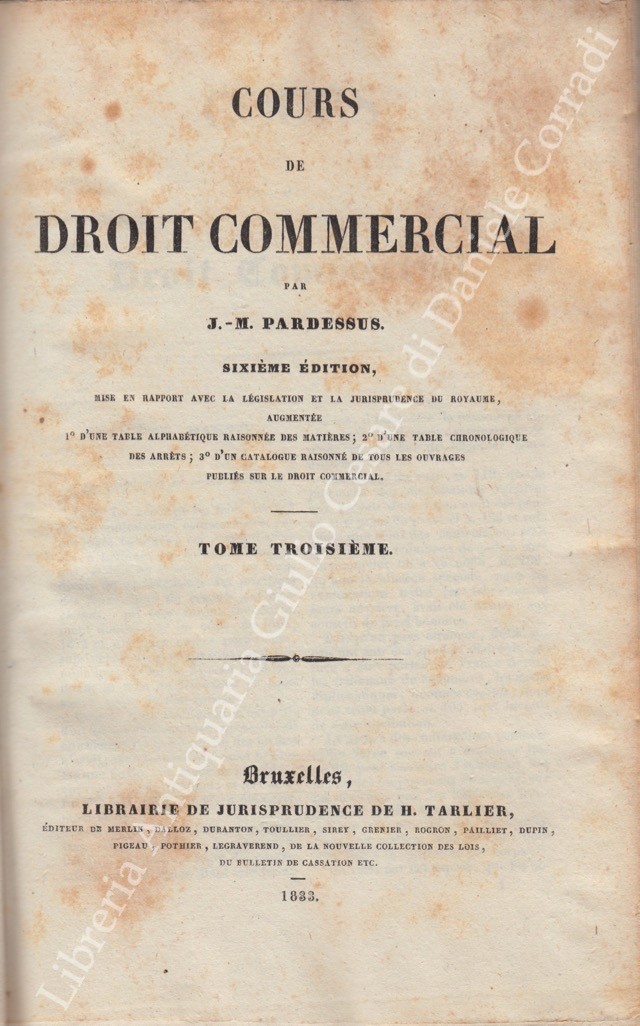 COURS
DE
DROIT COMMERCIAL
PAR
J.-M. PARDESSUS.
SIXIÈME ÉDITION,
MISE EN RAPPORT AVEC LA LÉGISLATION ET LA JURISPRUDENCE DU ROYAUME,
AUGMENTÉE
1º D'UNE TABLE ALPHABÉTIQUE RAISONNÉE DES MATIÈRES; 2º D'UNE TABLE CHRONOLOGIQUE
DES ARRÊTS; 3º D'UN CATALOGUE RAISONNÉ DE TOUS LES OUVRAGES
PUBLIÉS SUR LE DROIT COMMERCIAL.
TOME TROISIÈME.
Bruxelles,
LIBRAIRIE DE JURISPRUDENCE DE H. TARLIER,
ÉDITEUR DE MERLIN, DALLOZ, DURANTON, TOULLIER, SIREY, GRENIER, ROGRON, PAILLIET, DUPIN,
PIGEAU, POTHIER, LEGRAVEREND, DE LA NOUVELLE COLLECTION DES LOIS,
DU BULLETIN DE CASSATION ETC.
1833.
Libreria Antiquaria Giulio Cesare di Daniele Corradi